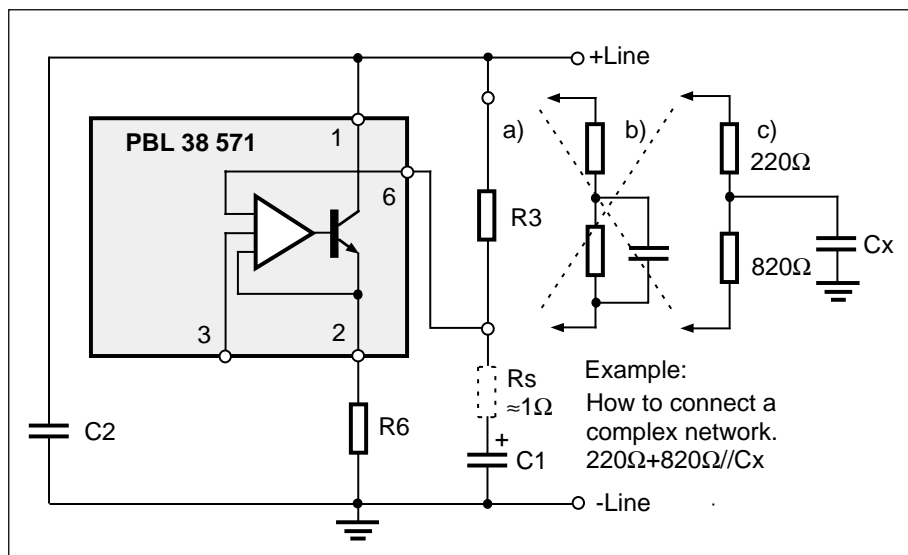 +Line
PBL 38 571
1
6
3
2
R3
a)
b)
c)
220Ω
820Ω
Cx
Rs
≈1Ω
+
C1
C2
R6
Example:
How to connect a
complex network.
220Ω+820Ω//Cx
-Line